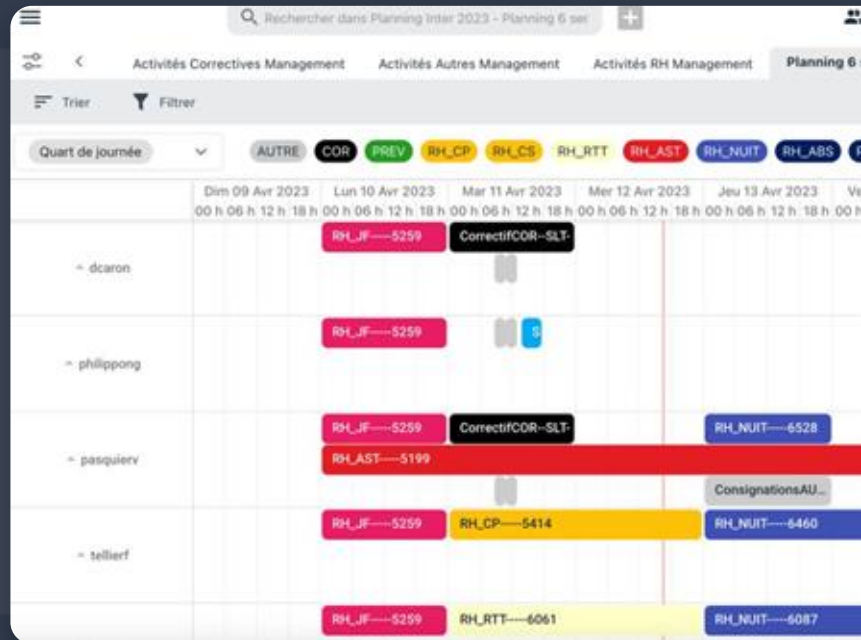 Rechercher dans Planning Inter 2023 - Planning 6 ser
Activités Correctives Management Activités Autres Management Activités RH Management Planning 6
Trier Filtrer
Quart de journée AUTRE COR PREV RH_CP RH_CS RH_RTT RH_AST RH_NUIT RH_ABS
Dim 09 Avr 2023 Lun 10 Avr 2023 Mar 11 Avr 2023 Mer 12 Avr 2023 Jeu 13 Avr 2023 Ve
00 h 06 h 12 h 18 h 00 h 06 h 12 h 18 h 00 h 06 h 12 h 18 h 00 h 06 h 12 h 18 h 00 h 06 h 12 h 18 h 00 h
RH_JF----5259 CorrectifCOR--SLT-
dcaron
RH_JF----5259 S
philippong
RH_JF----5259 CorrectifCOR--SLT- RH_NUIT----6528
pasquierv RH_AST----5199
ConsignationsAU...
RH_JF----5259 RH_CP----5414 RH_NUIT----6460
tellierf
RH_JF----5259 RH_RTT----6061 RH_NUIT----6087